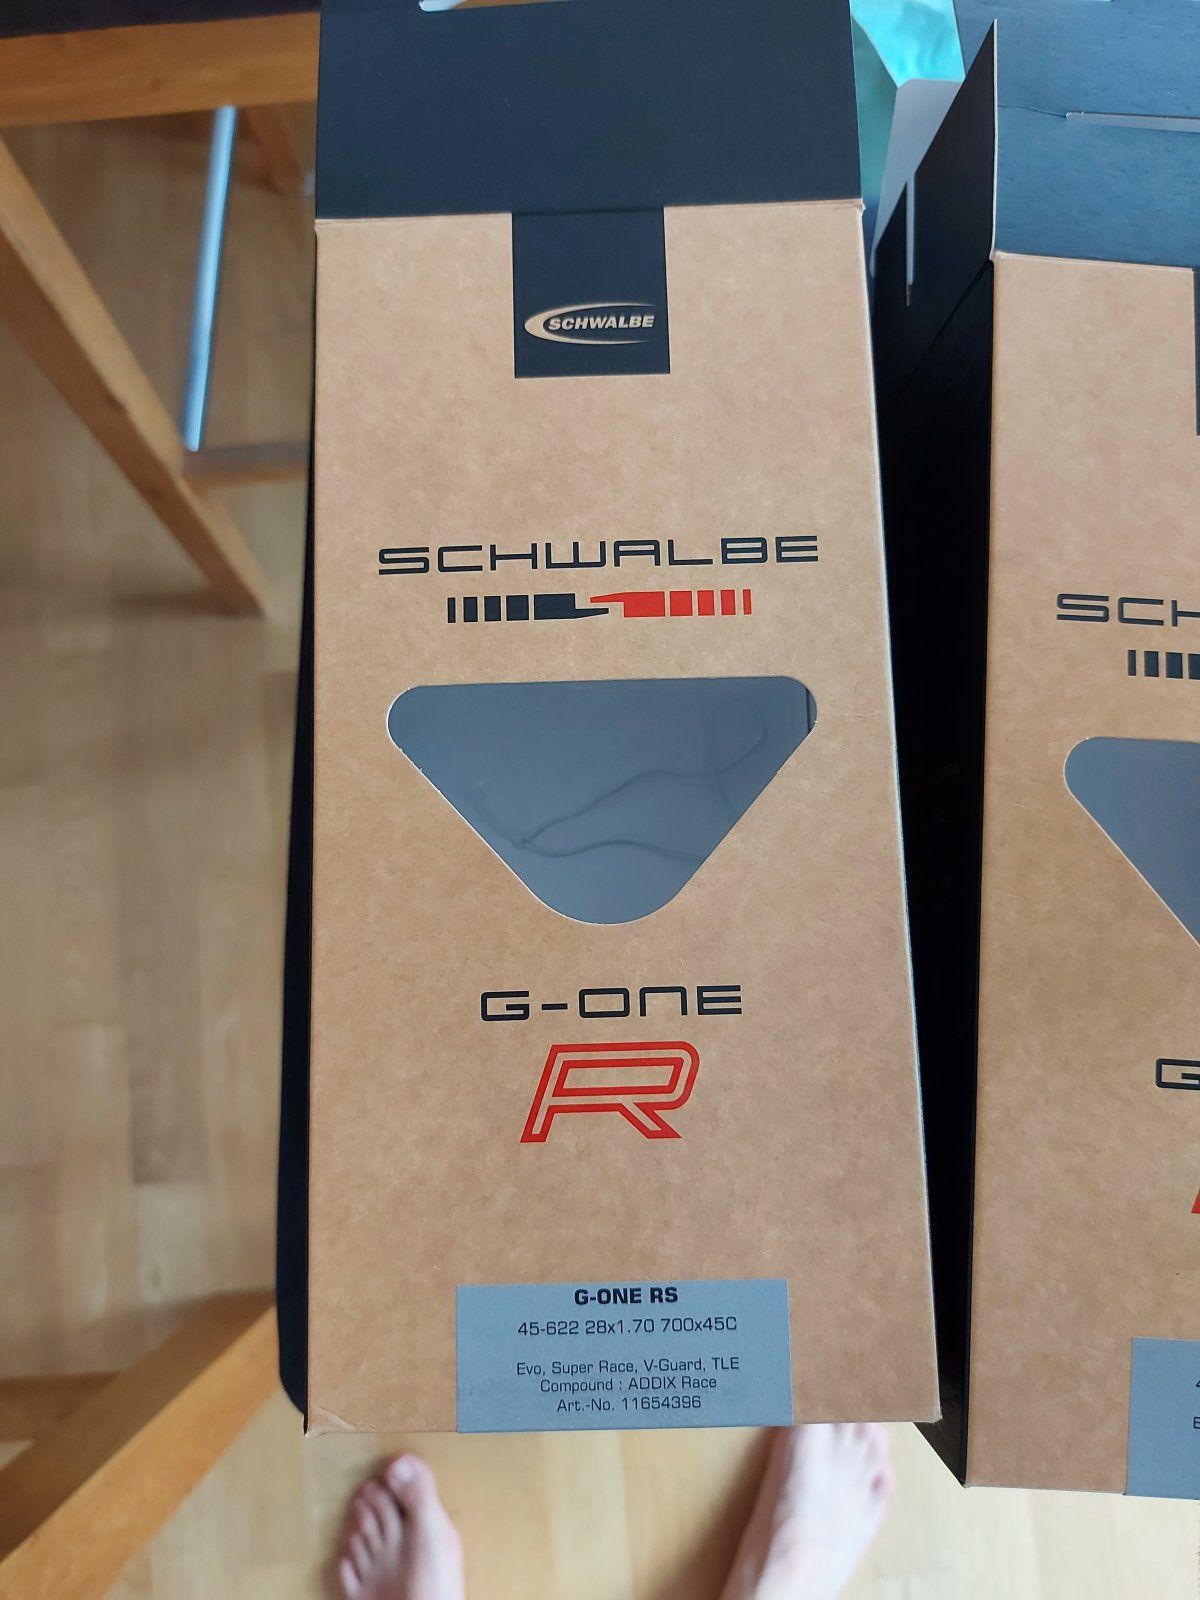 SCHWALBE
SCHWALBE
G-ONE
R
G-ONE RS
45-622 28x1.70 700x45C
Evo, Super Race, V-Guard, TLE
Compound : ADDIX Race
Art.-No. 11654396
SCH
G